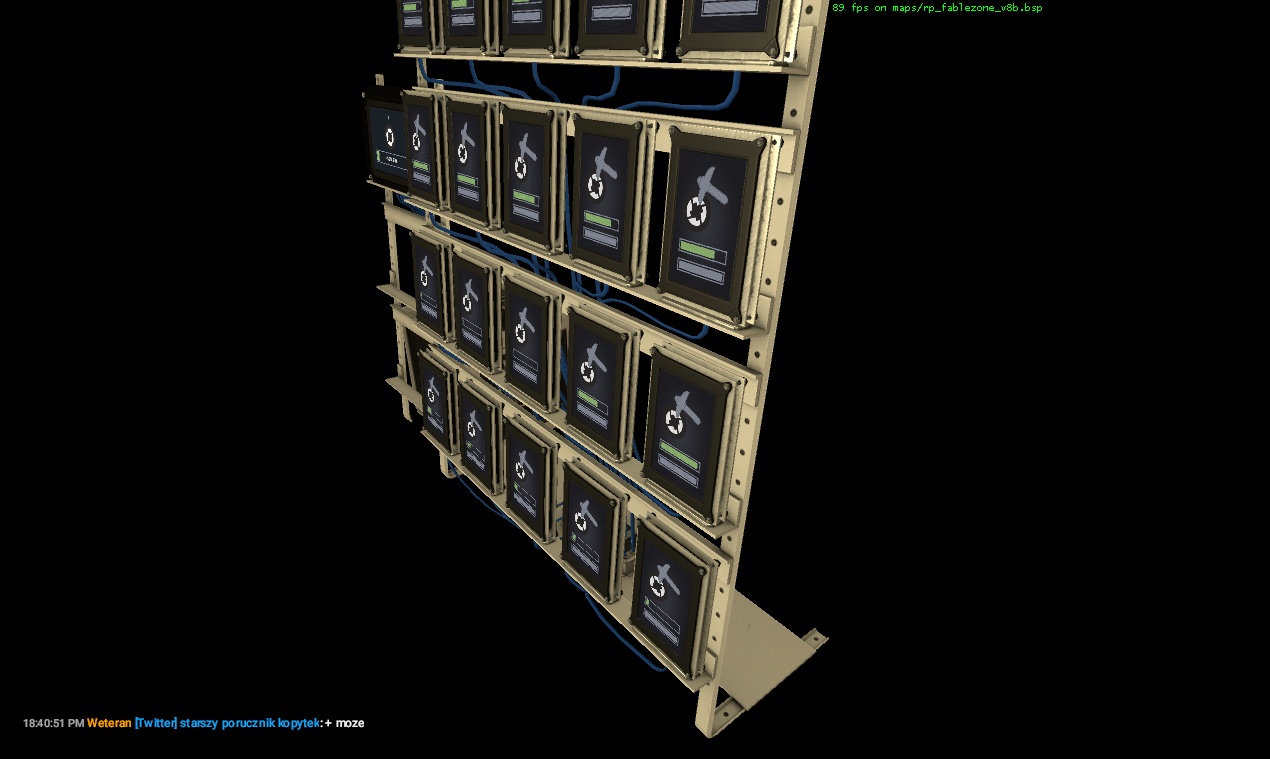 89 fps on maps/rp_fablezone_v8b.bsp
18:40:51 PM Weteran [Twitter] starszy porucznik kopytek: + moze